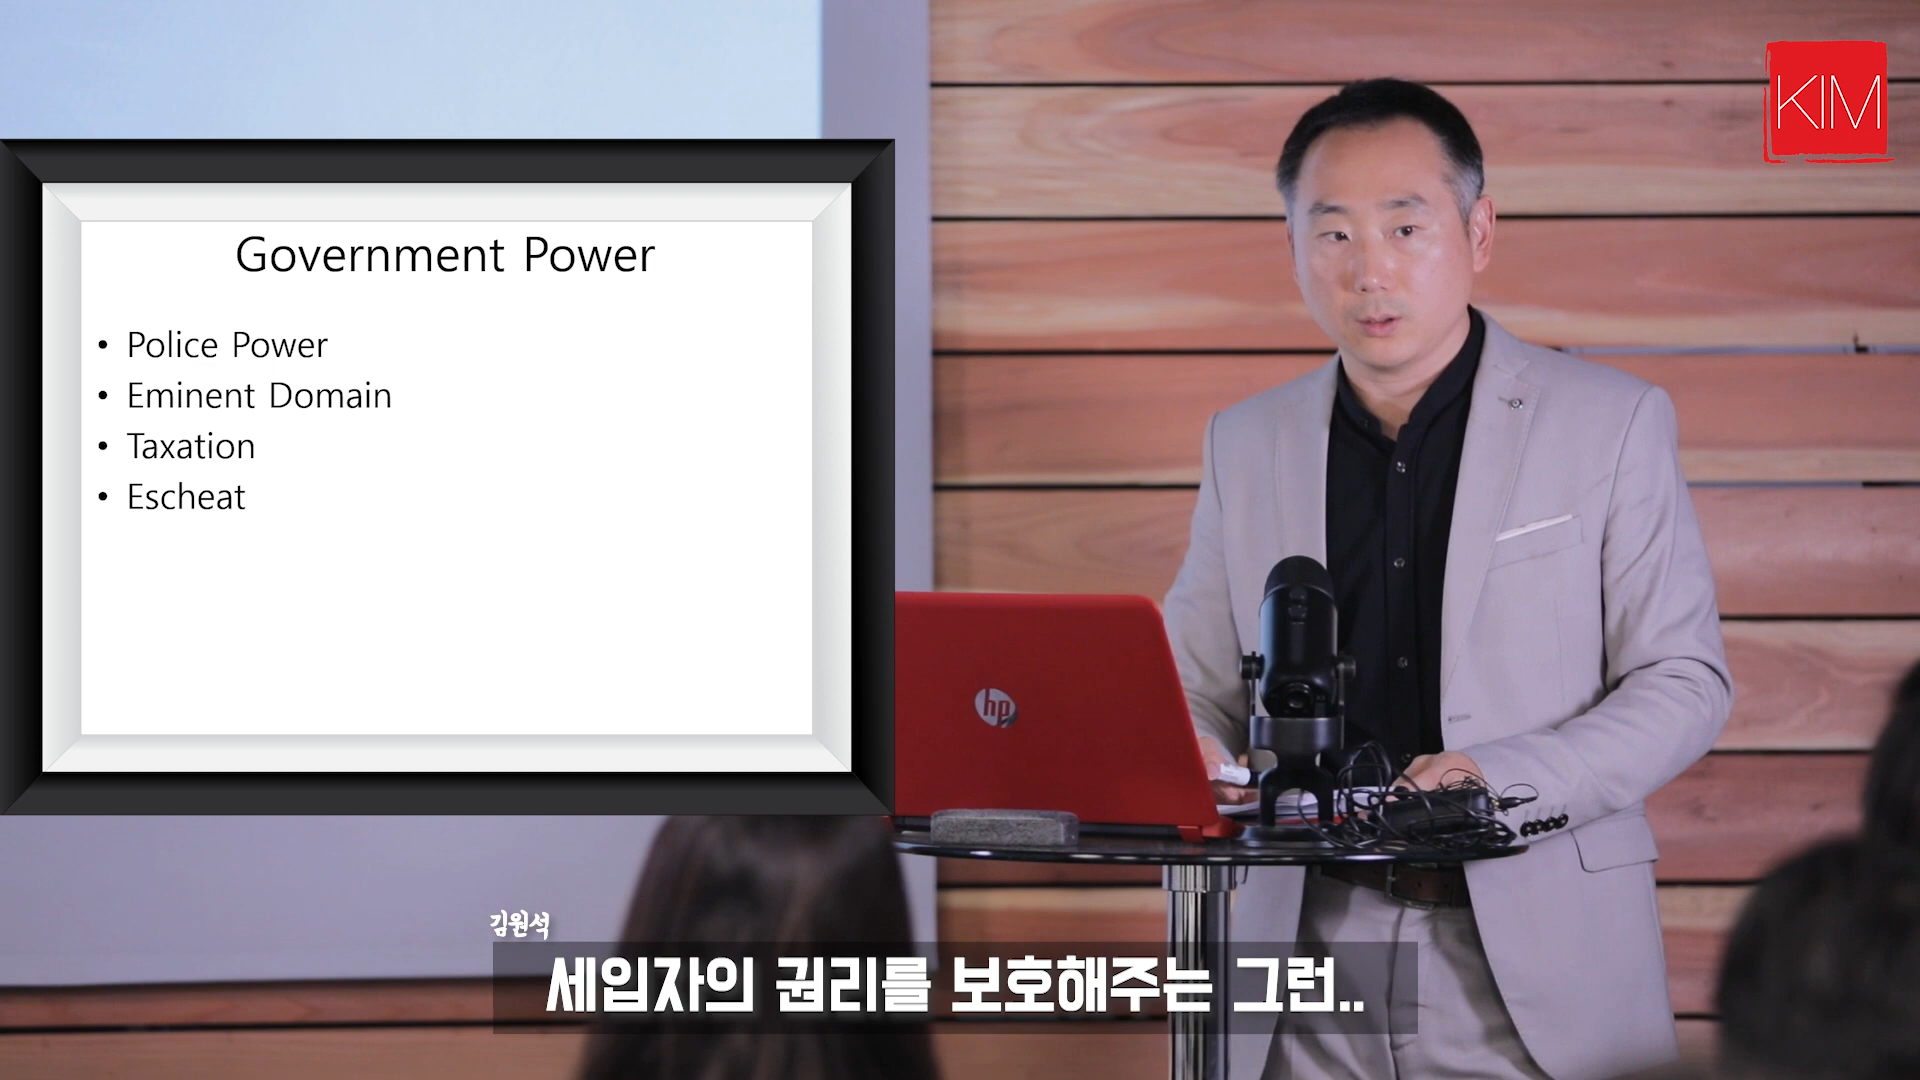 KIM
Government Power
• Police Power
• Eminent Domain
• Taxation
• Escheat
hp
김원석
세입자의 권리를 보호해주는 그런..